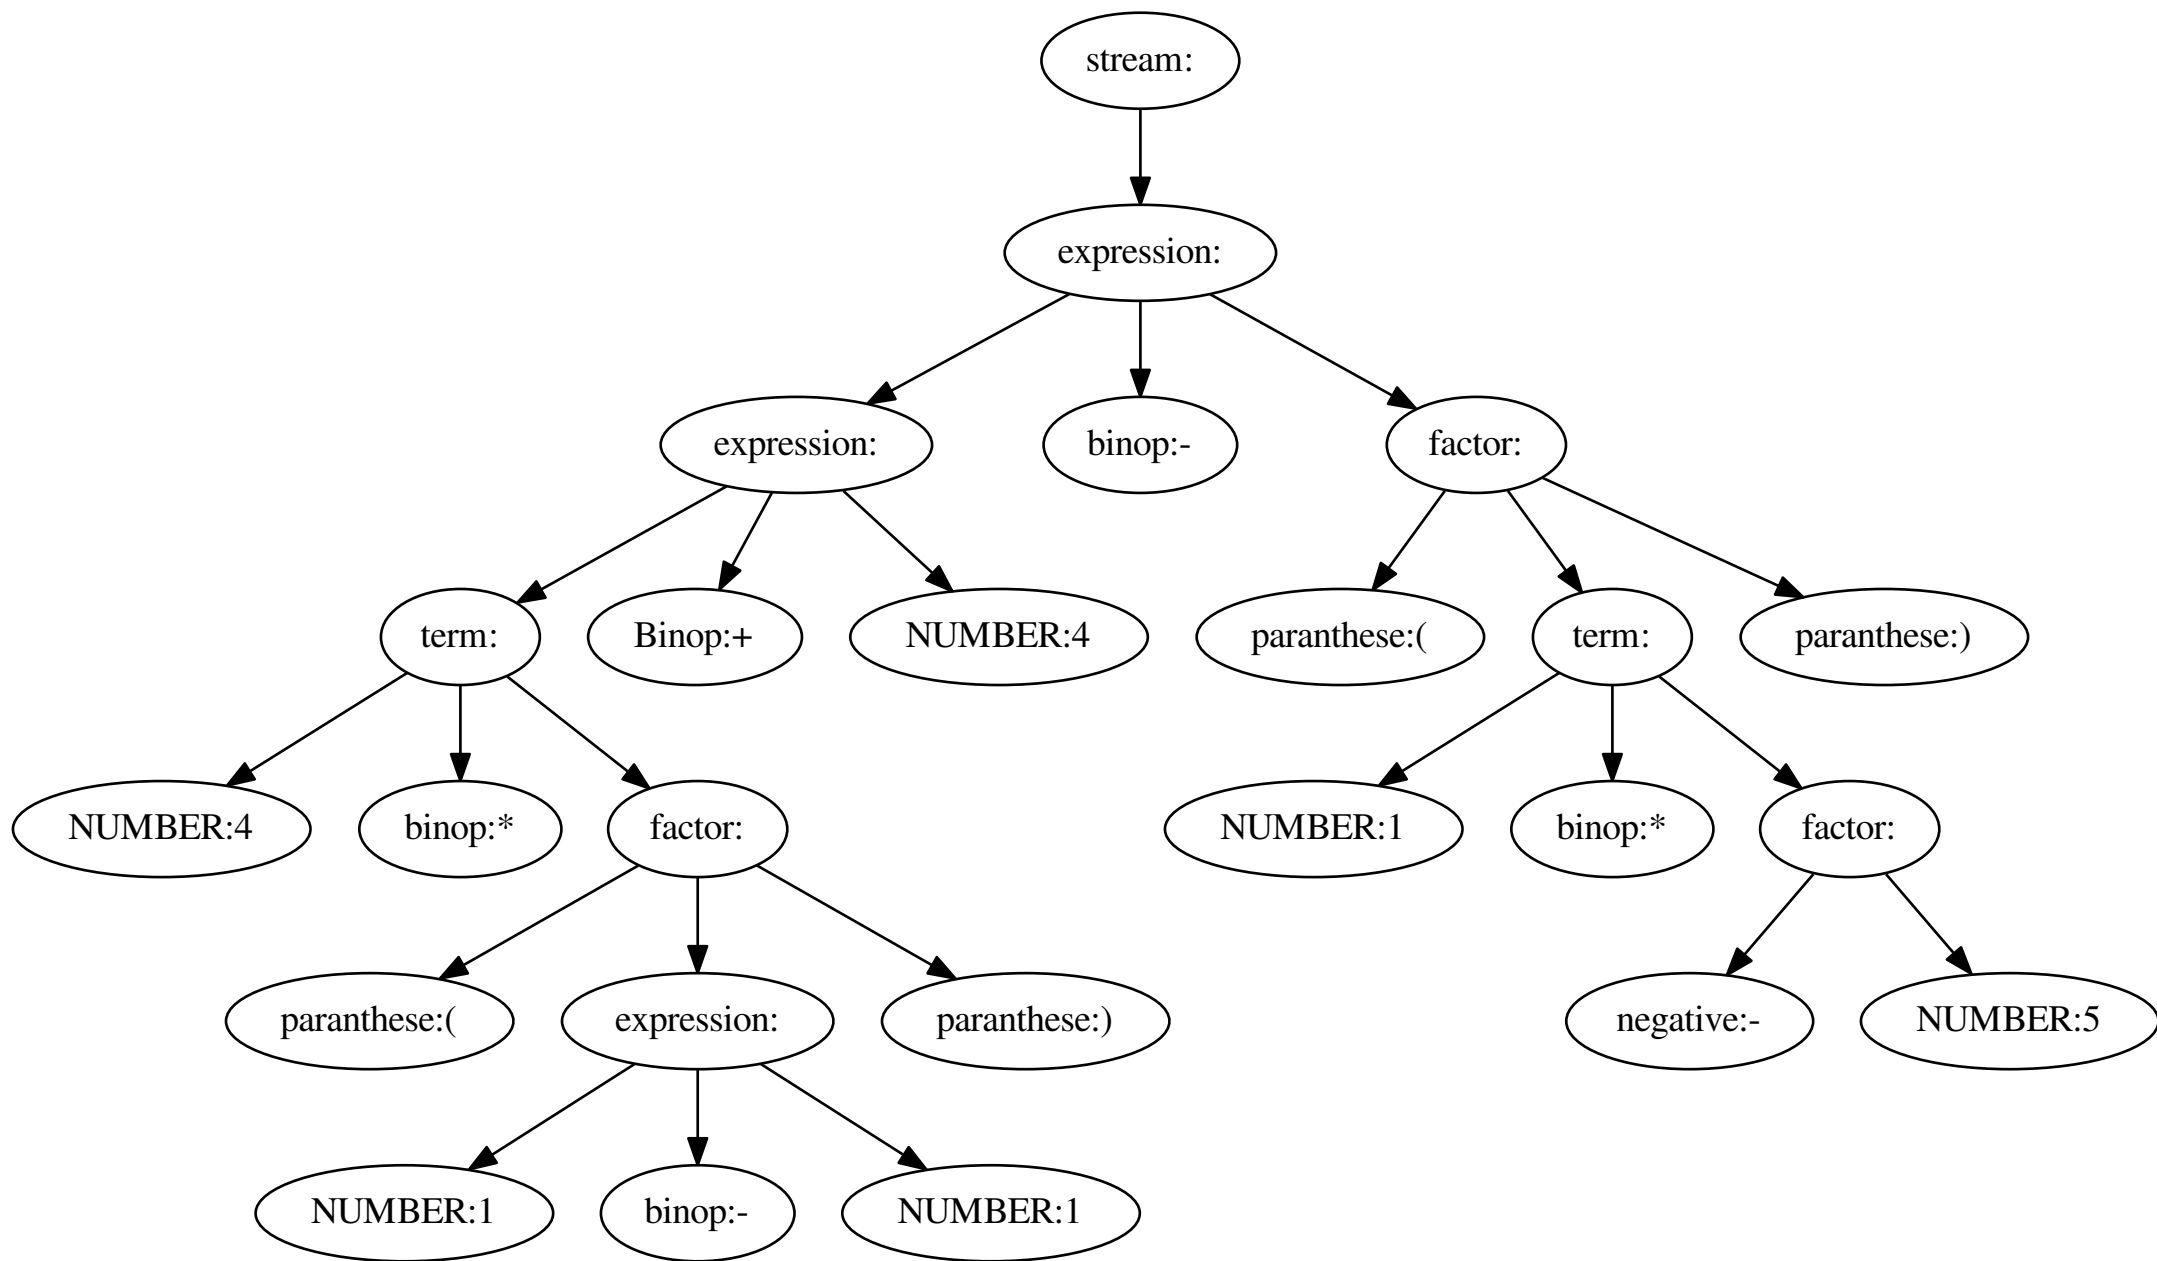 stream:
expression:
expression:
binop:-
factor:
term:
Binop:+
NUMBER:4
paranthese:(
term:
paranthese:)
NUMBER:4
binop:*
factor:
NUMBER:1
binop:*
factor:
paranthese:(
expression:
paranthese:)
negative:-
NUMBER:5
NUMBER:1
binop:-
NUMBER:1